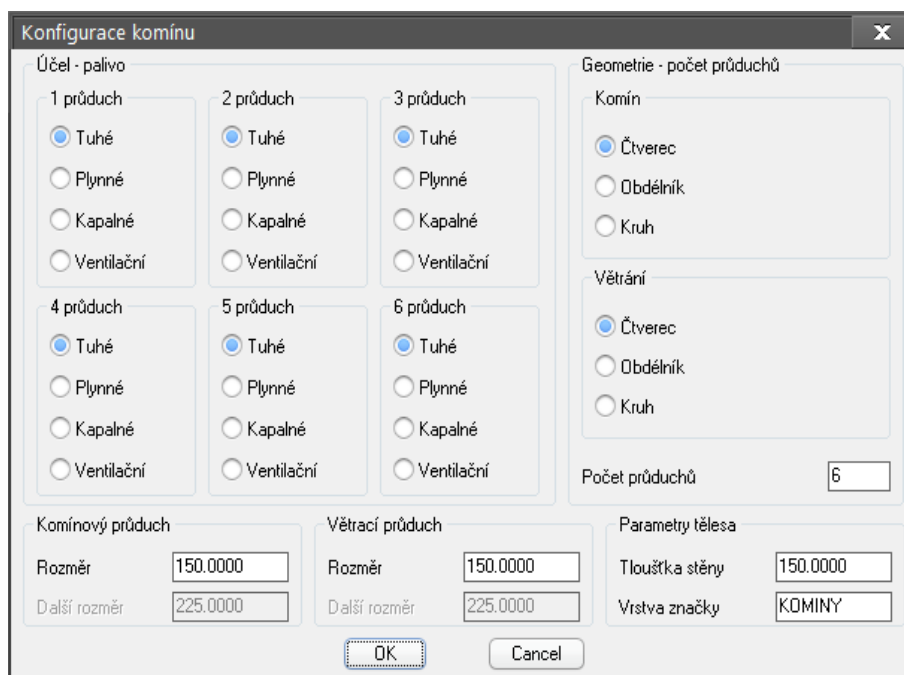 Konfigurace komínu
X
Účel - palivo
1 průduch
Tuhé
Plynné
Kapalné
Ventilační
2 průduch
Tuhé
Plynné
Kapalné
Ventilační
3 průduch
Tuhé
Plynné
Kapalné
Ventilační
4 průduch
Tuhé
Plynné
Kapalné
Ventilační
5 průduch
Tuhé
Plynné
Kapalné
Ventilační
6 průduch
Tuhé
Plynné
Kapalné
Ventilační
Geometrie - počet průduchů
Komín
Čtverec
Obdélník
Kruh
Větrání
Čtverec
Obdélník
Kruh
Počet průduchů 6
Komínový průduch
Rozměr 150.0000
Další rozměr 225.0000
Větrací průduch
Rozměr 150.0000
Další rozměr 225.0000
Parametry tělesa
Tloušťka stěny 150.0000
Vrstva značky KOMINY
OK Cancel